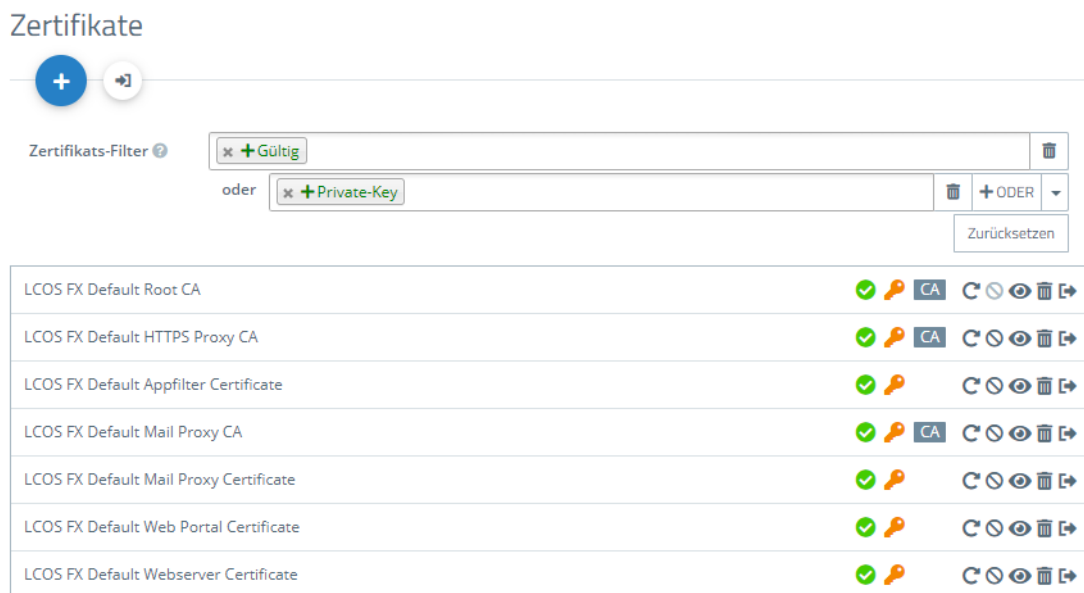 Zertifikate
Zertifikats-Filter ? × +Gültig
oder × +Private-Key +ODER
Zurücksetzen
LCOS FX Default Root CA CA
LCOS FX Default HTTPS Proxy CA CA
LCOS FX Default Appfilter Certificate
LCOS FX Default Mail Proxy CA CA
LCOS FX Default Mail Proxy Certificate
LCOS FX Default Web Portal Certificate
LCOS FX Default Webserver Certificate